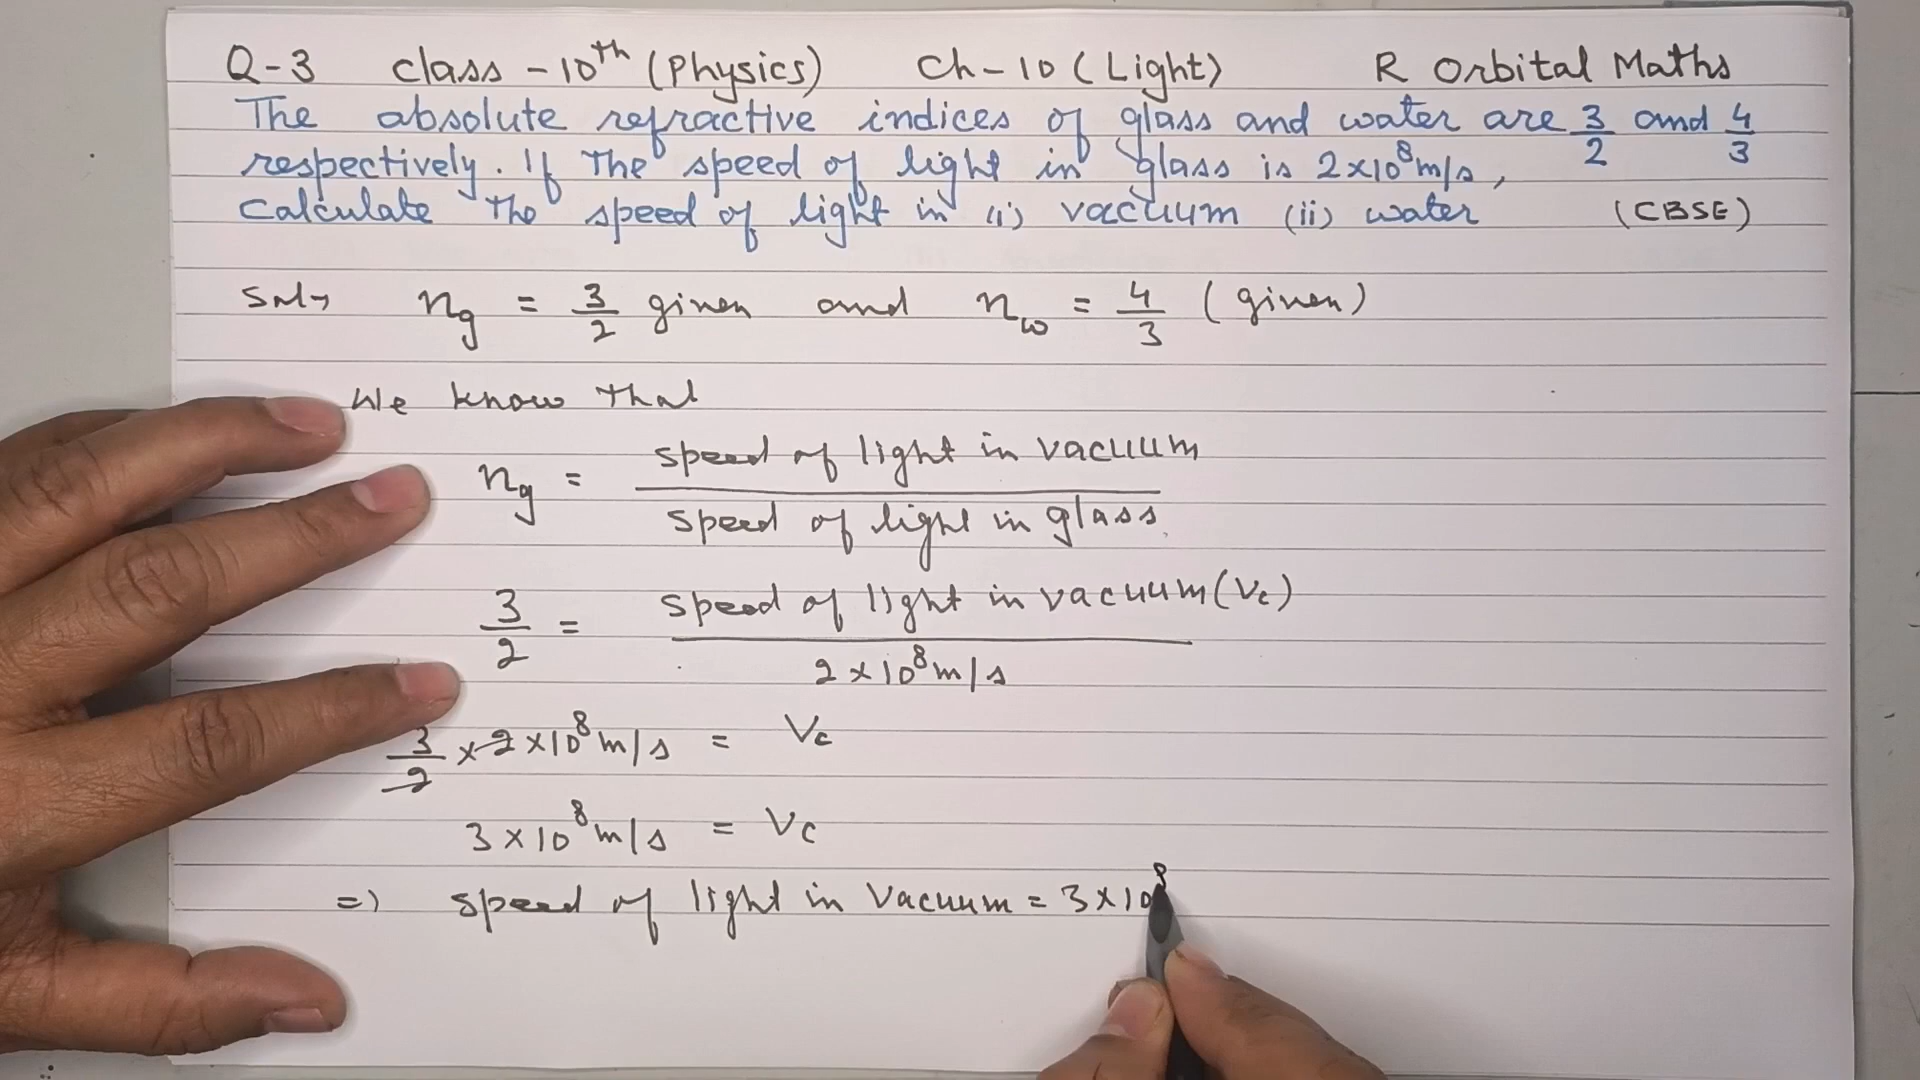 Q-3 class-10th (Physics) Ch-10 (Light) R Orbital Maths
The absolute refractive indices of glass and water are 3/2 and 4/3
respectively. If The speed of light in glass is 2×10⁸m/s,
Calculate The speed of light in (i) vacuum (ii) water (CBSE)
Sol→ ng = 3/2 given and nw = 4/3 (given)
We know that
ng = speed of light in vacuum / speed of light in glass.
3/2 = speed of light in vacuum (Vc) / 2×10⁸m/s
3/2 × 2×10⁸m/s = Vc
3×10⁸m/s = Vc
=) speed of light in Vacuum = 3×10⁸